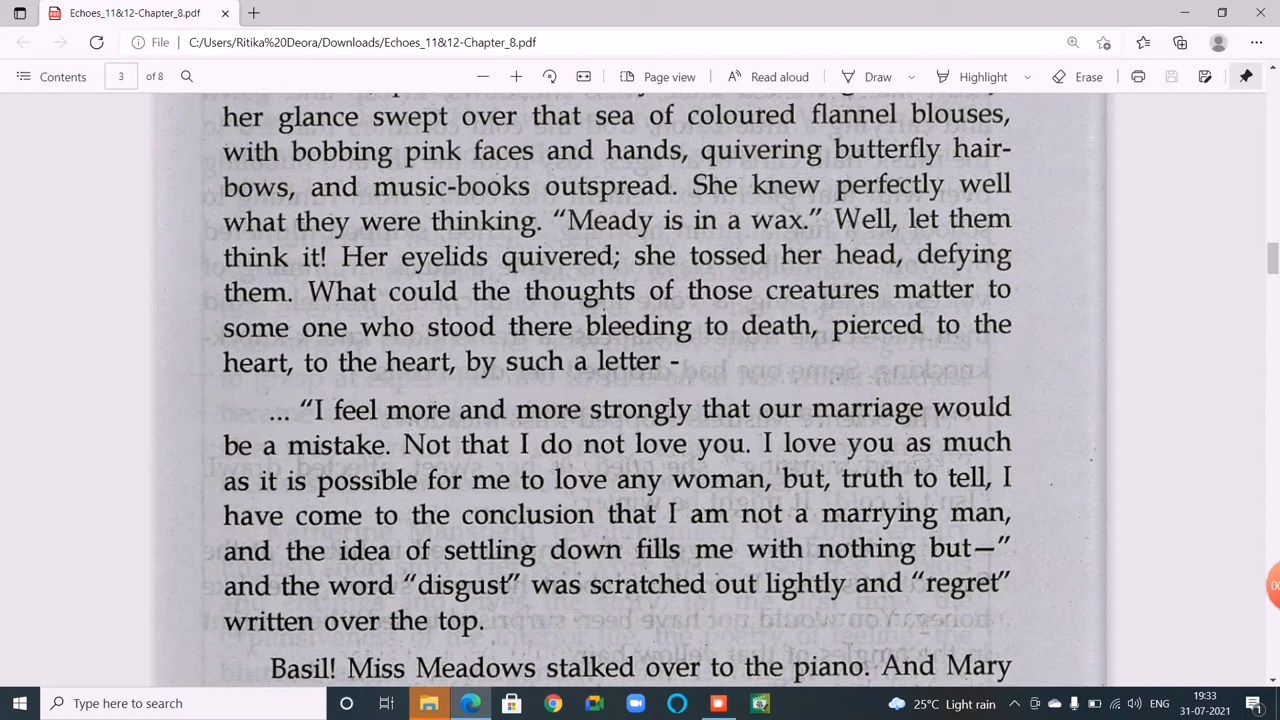 Echoes_11&12-Chapter_8.pdf
File C:/Users/Ritika%20Deora/Downloads/Echoes_11&12-Chapter_8.pdf
Contents 3 of 8 Page view Read aloud Draw Highlight Erase
her glance swept over that sea of coloured flannel blouses,
with bobbing pink faces and hands, quivering butterfly hair-
bows, and music-books outspread. She knew perfectly well
what they were thinking. “Meady is in a wax.” Well, let them
think it! Her eyelids quivered; she tossed her head, defying
them. What could the thoughts of those creatures matter to
some one who stood there bleeding to death, pierced to the
heart, to the heart, by such a letter -
... “I feel more and more strongly that our marriage would
be a mistake. Not that I do not love you. I love you as much
as it is possible for me to love any woman, but, truth to tell, I
have come to the conclusion that I am not a marrying man,
and the idea of settling down fills me with nothing but—”
and the word “disgust” was scratched out lightly and “regret”
written over the top.
Basil! Miss Meadows stalked over to the piano. And Mary
Type here to search
25°C Light rain
19:33
31-07-2021